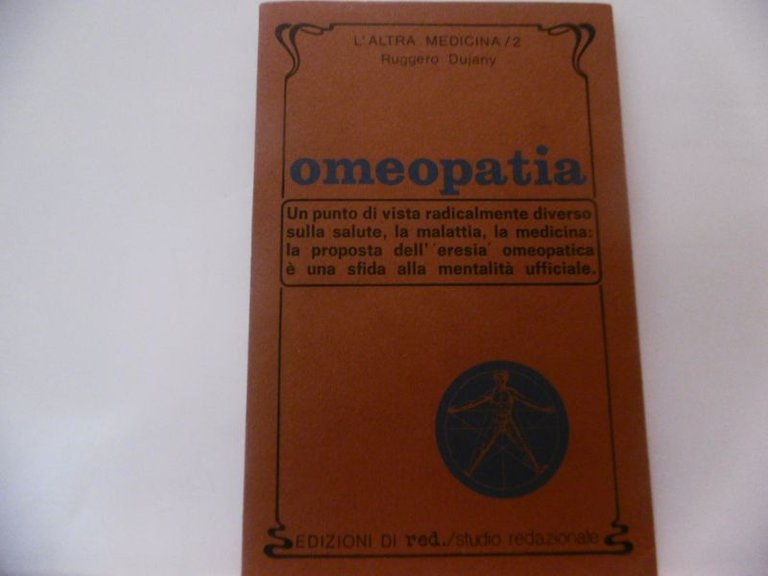 L'ALTRA MEDICINA/2
Ruggero Dujany
omeopatia
Un punto di vista radicalmente diverso
sulla salute, la malattia, la medicina:
la proposta dell' 'eresia' omeopatica
è una sfida alla mentalità ufficiale.
EDIZIONI DI red./studio redazionale